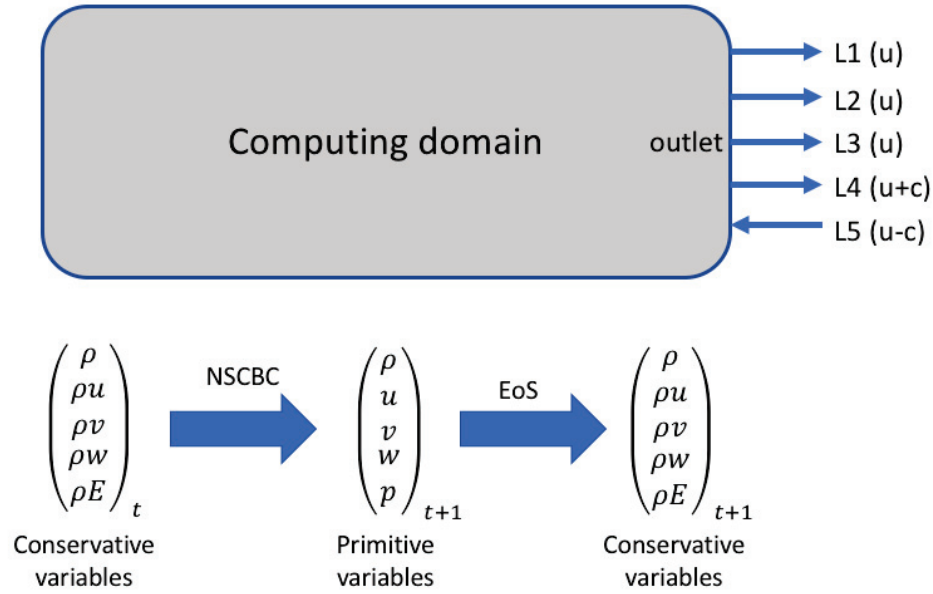 L1 (u)
L2 (u)
Computing domain
outlet
L3 (u)
L4 (u+c)
L5 (u-c)
ρ
ρu
ρv
ρw
ρE
t
NSCBC
ρ
u
v
w
p
t+1
EoS
ρ
ρu
ρv
ρw
ρE
t+1
Conservative
variables
Primitive
variables
Conservative
variables